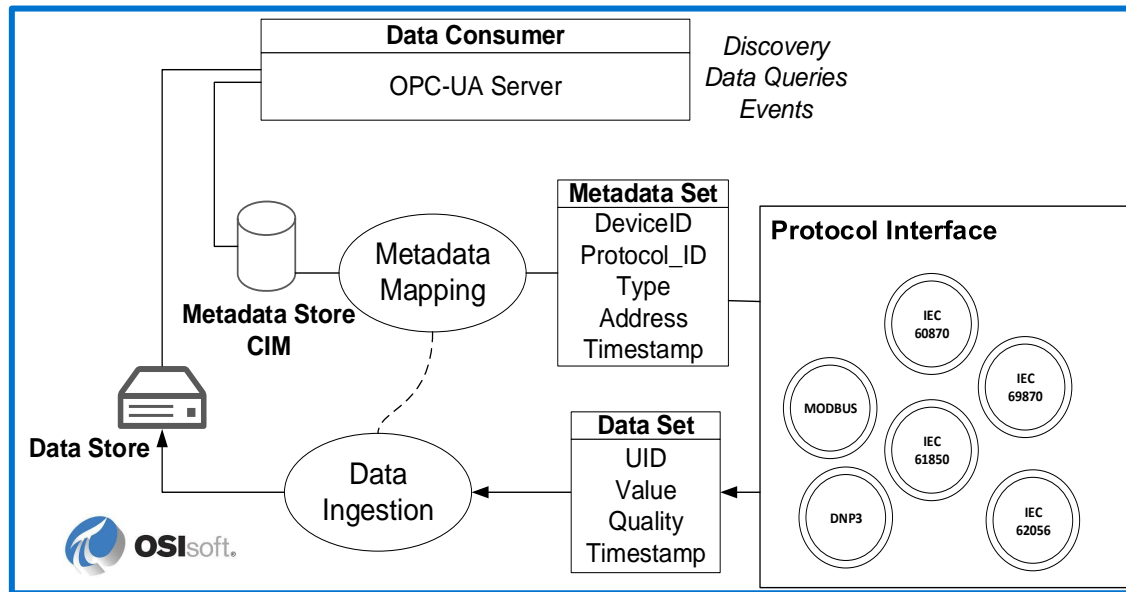 Data Consumer
OPC-UA Server
Discovery
Data Queries
Events
Metadata Set
DeviceID
Protocol_ID
Type
Address
Timestamp
Metadata
Mapping
Metadata Store
CIM
Protocol Interface
IEC
60870
IEC
69870
MODBUS
IEC
61850
DNP3
IEC
62056
Data Store
Data
Ingestion
Data Set
UID
Value
Quality
Timestamp
OSIsoft.